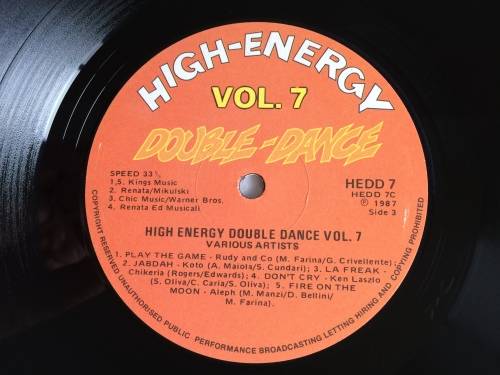 HIGH-ENERGY
VOL. 7
DOUBLE-DANCE
SPEED 33⅓
1,5. Kings Music
2. Renata/Mikulski
3. Chic Music/Warner Bros.
4. Renata Ed Musicali.
HEDD 7
HEDD 7C
℗ 1987
Side 3
HIGH ENERGY DOUBLE DANCE VOL. 7
VARIOUS ARTISTS
1. PLAY THE GAME - Rudy and Co (M. Farina/G. Crivellente);
2. JABDAH - Koto (A. Maiola/S. Cundari); 3. LA FREAK -
Chikeria (Rogers/Edwards); 4. DON'T CRY - Ken Laszlo
(S. Oliva/C. Caria/S. Oliva); 5. FIRE ON THE
MOON - Aleph (M. Manzi/D. Bellini/
M. Farina).
COPYRIGHT RESERVED UNAUTHORISED PUBLIC PERFORMANCE BROADCASTING LETTING HIRING AND COPYING PROHIBITED